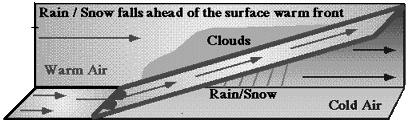 Rain / Snow falls ahead of the surface warm front
Clouds
Warm Air
Rain/Snow
Cold Air